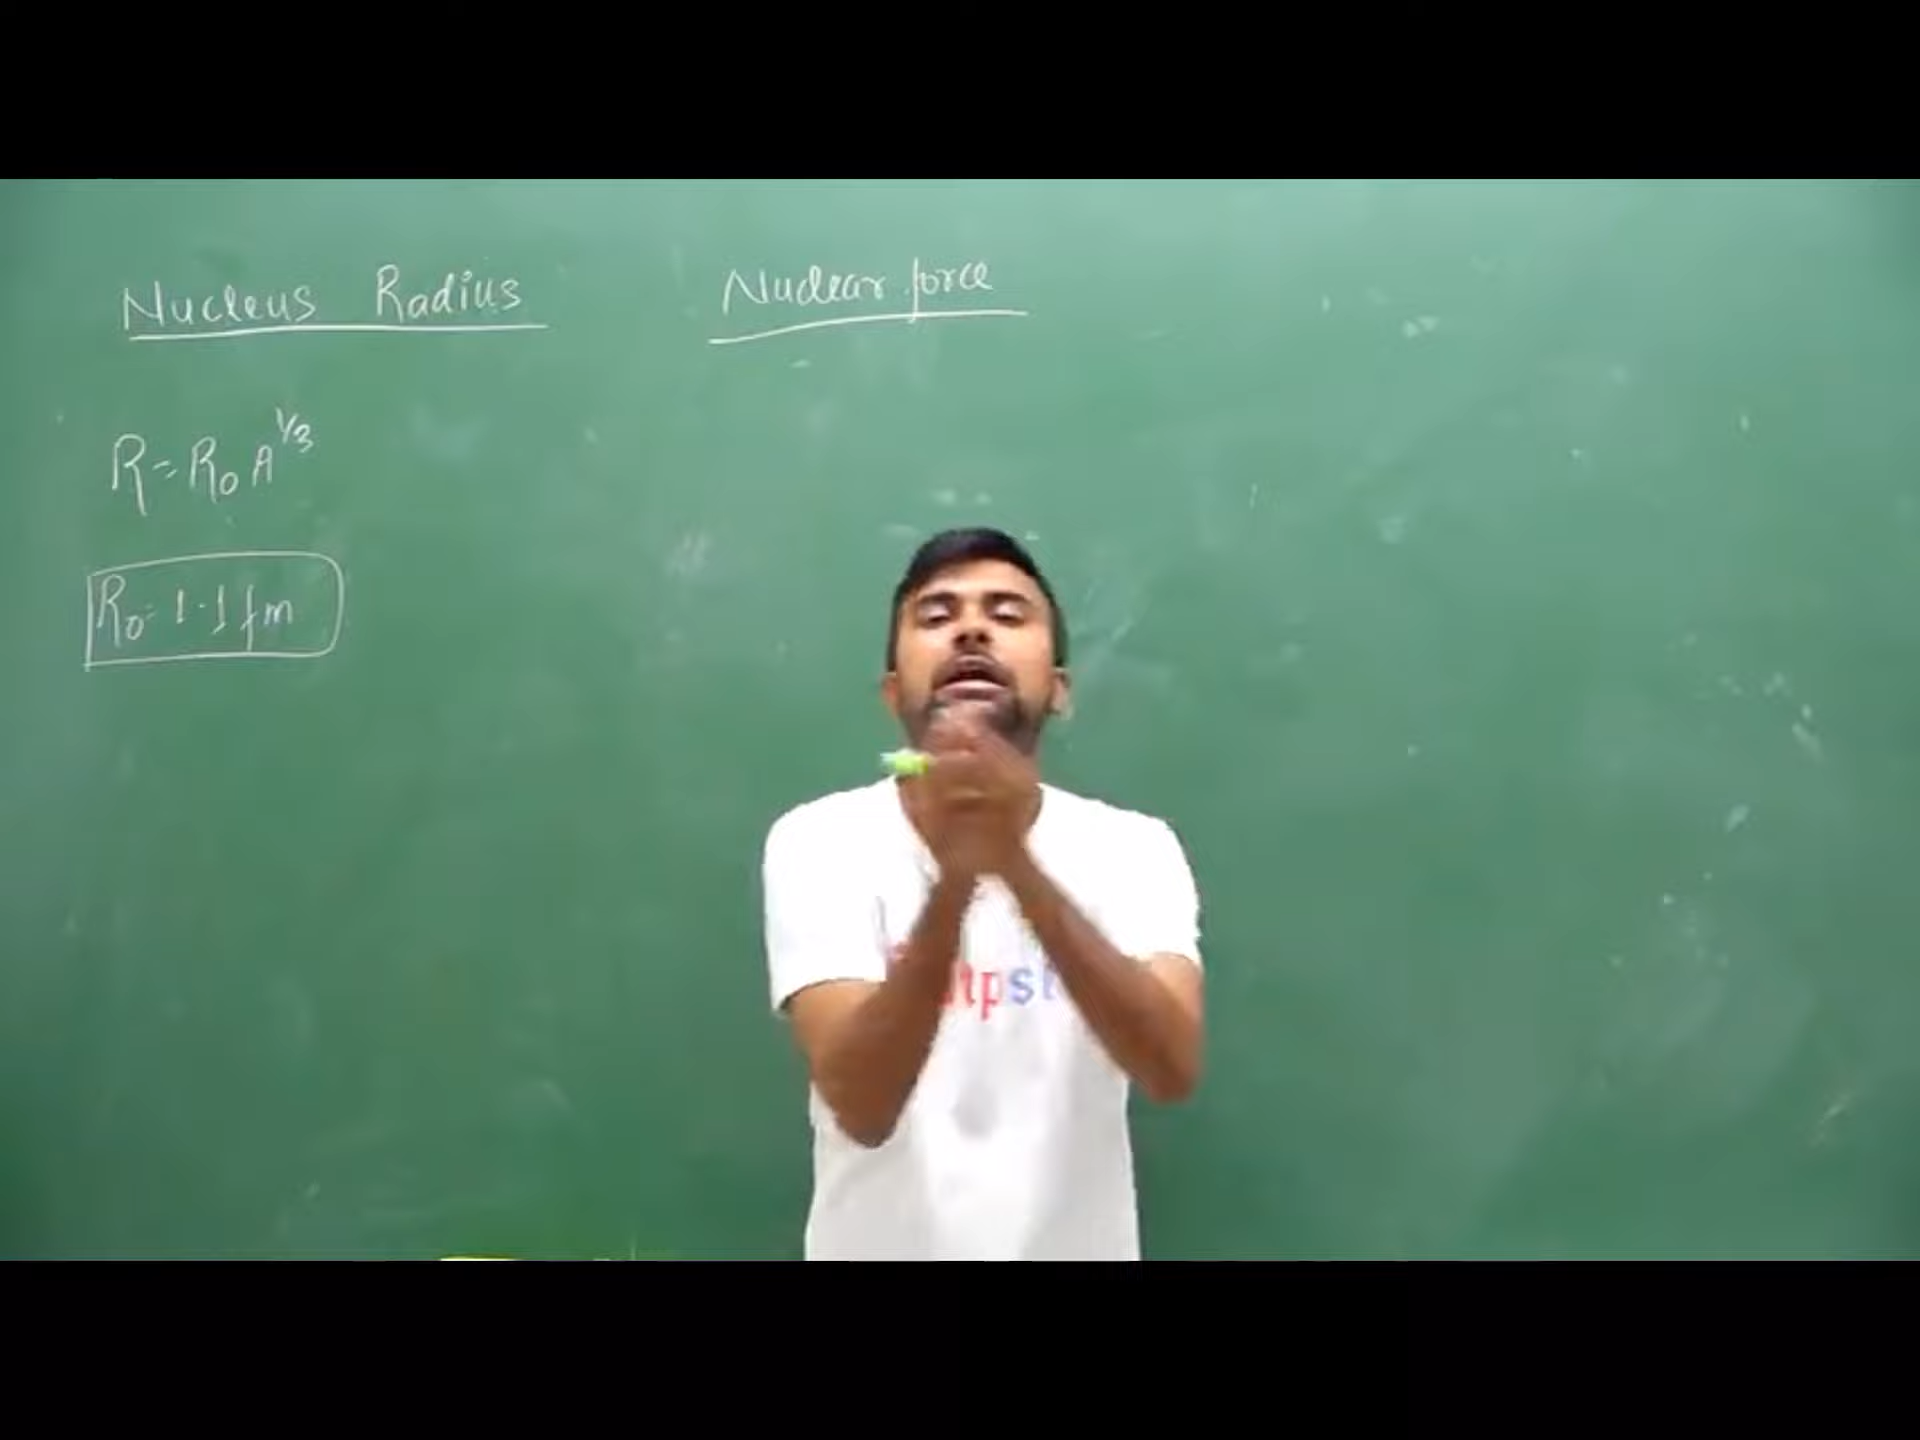 Nucleus Radius
Nuclear force
R = R₀ A^1/3
R₀ = 1.1 fm